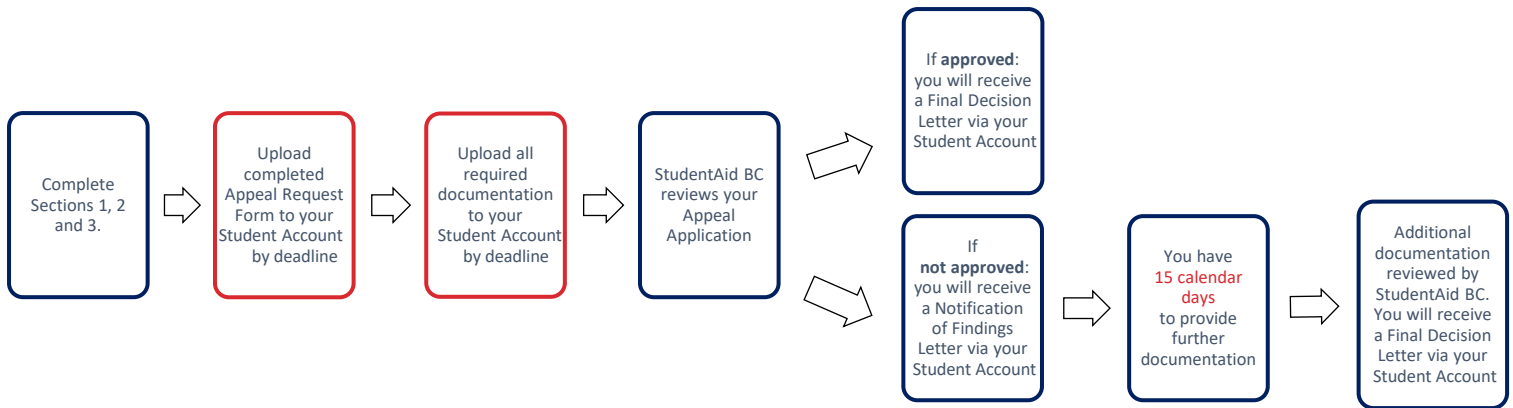 Complete
Sections 1, 2
and 3.
Upload
completed
Appeal Request
Form to your
Student Account
by deadline
Upload all
required
documentation
to your
Student Account
by deadline
StudentAid BC
reviews your
Appeal
Application
If approved:
you will receive
a Final Decision
Letter via your
Student Account
If
not approved:
you will receive
a Notification
of Findings
Letter via your
Student Account
You have
15 calendar
days
to provide
further
documentation
Additional
documentation
reviewed by
StudentAid BC.
You will receive
a Final Decision
Letter via your
Student Account